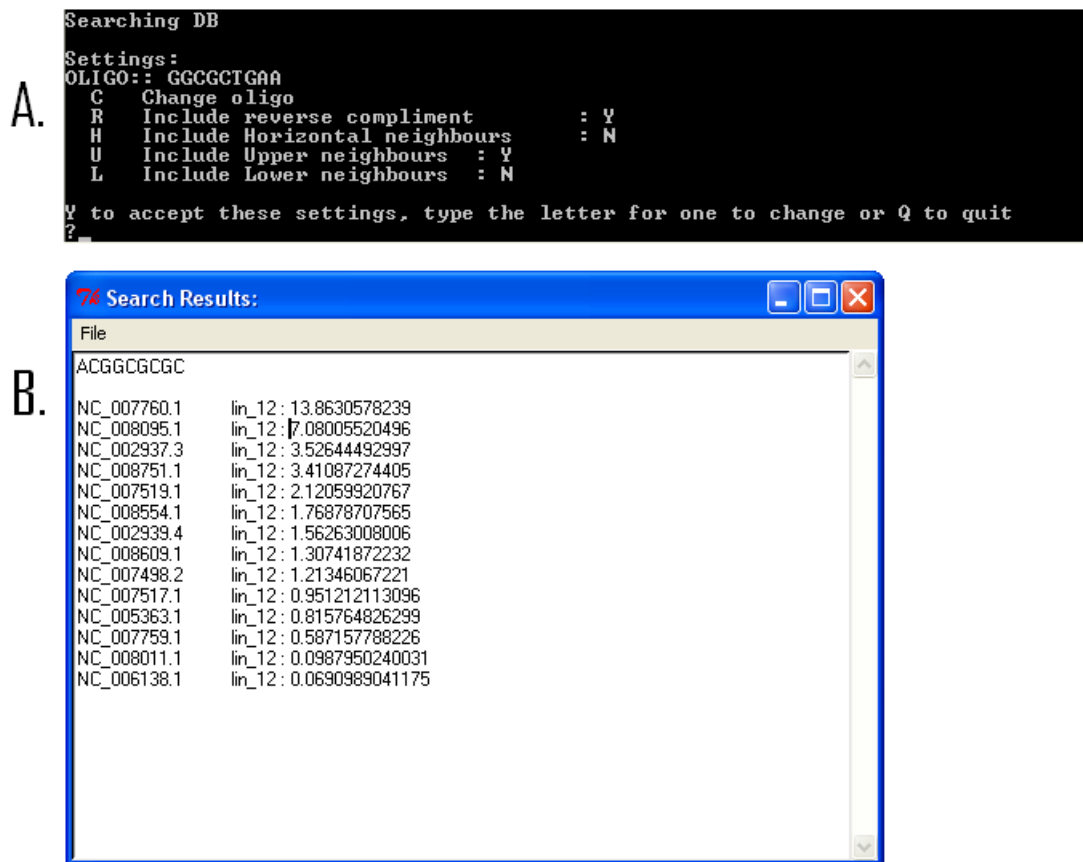 A.
Searching DB
Settings:
OLIGO:: GGCGCTGAA
C Change oligo
R Include reverse compliment : Y
H Include Horizontal neighbours : N
U Include Upper neighbours : Y
L Include Lower neighbours : N
Y to accept these settings, type the letter for one to change or Q to quit
?_
B.
Search Results:
File
ACGGCGCGC
NC_007760.1 lin_12 : 13.8630578239
NC_008095.1 lin_12 : 7.08005520496
NC_002937.3 lin_12 : 3.52644492997
NC_008751.1 lin_12 : 3.41087274405
NC_007519.1 lin_12 : 2.12059920767
NC_008554.1 lin_12 : 1.76878707565
NC_002939.4 lin_12 : 1.56263008006
NC_008609.1 lin_12 : 1.30741872232
NC_007498.2 lin_12 : 1.21346067221
NC_007517.1 lin_12 : 0.951212113096
NC_005363.1 lin_12 : 0.815764826299
NC_007759.1 lin_12 : 0.587157788226
NC_008011.1 lin_12 : 0.0987950240031
NC_006138.1 lin_12 : 0.0690989041175